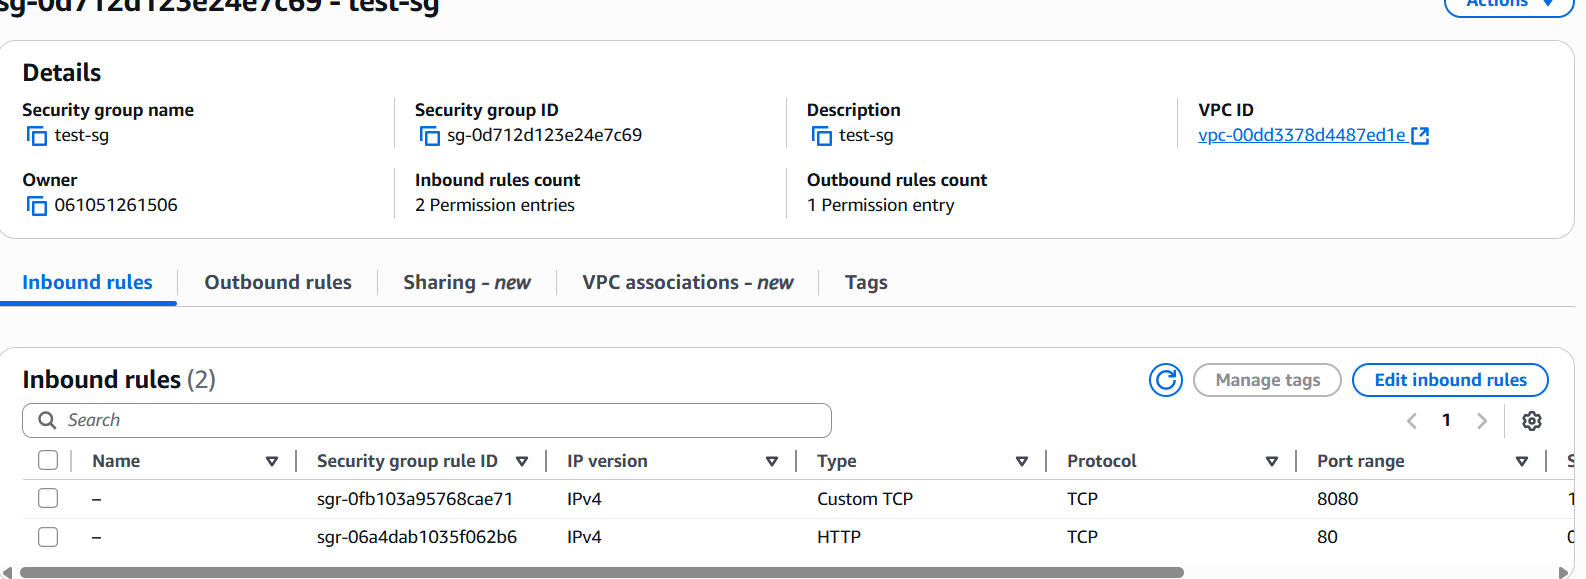 sg-0d712d123e24e7c69 - test-sg
Actions
Details
Security group name
test-sg
Security group ID
sg-0d712d123e24e7c69
Description
test-sg
VPC ID
vpc-00dd3378d4487ed1e
Owner
061051261506
Inbound rules count
2 Permission entries
Outbound rules count
1 Permission entry
Inbound rules Outbound rules Sharing - new VPC associations - new Tags
Inbound rules (2)
Manage tags
Edit inbound rules
Search
1
Name Security group rule ID IP version Type Protocol Port range
– sgr-0fb103a95768cae71 IPv4 Custom TCP TCP 8080
– sgr-06a4dab1035f062b6 IPv4 HTTP TCP 80